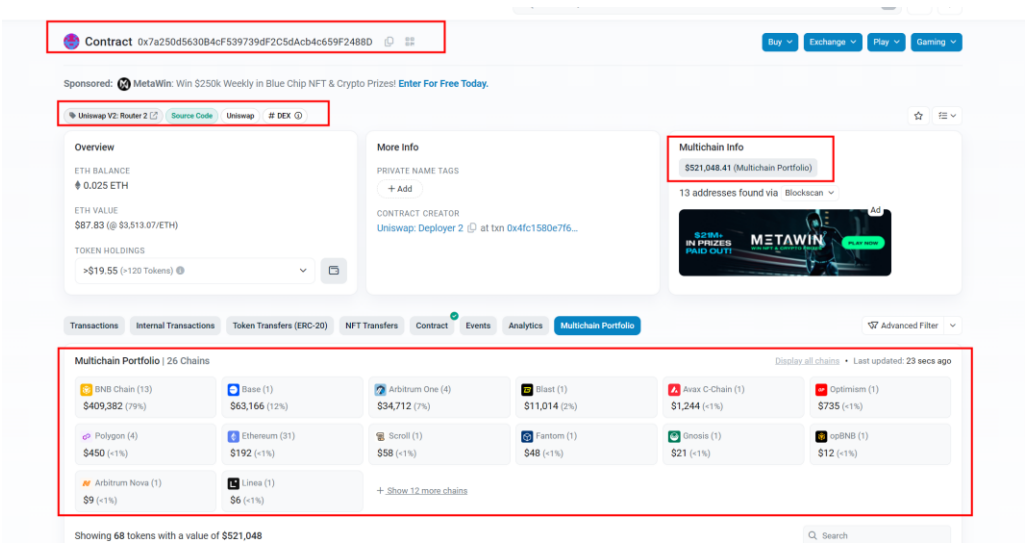 Contract 0x7a250d5630B4cF539739dF2C5dAcb4c659F2488D
Buy Exchange Play Gaming
Sponsored: MetaWin: Win $250k Weekly in Blue Chip NFT & Crypto Prizes! Enter For Free Today.
Uniswap V2: Router 2 Source Code Uniswap # DEX
Overview
ETH BALANCE
0.025 ETH
ETH VALUE
$87.83 (@ $3,513.07/ETH)
TOKEN HOLDINGS
>$19.55 (>120 Tokens)
More Info
PRIVATE NAME TAGS
+ Add
CONTRACT CREATOR
Uniswap: Deployer 2 at txn 0x4fc1580e7f6...
Multichain Info
$521,048.41 (Multichain Portfolio)
13 addresses found via Blockscan
Ad
$21M+
IN PRIZES
PAID OUT!
METAWIN
WIN NFT & CRYPTO PRIZES
PLAY NOW
Transactions Internal Transactions Token Transfers (ERC-20) NFT Transfers Contract Events Analytics Multichain Portfolio Advanced Filter
Multichain Portfolio | 26 Chains Display all chains • Last updated: 23 secs ago
BNB Chain (13) Base (1) Arbitrum One (4) Blast (1) Avax C-Chain (1) Optimism (1)
$409,382 (79%) $63,166 (12%) $34,712 (7%) $11,014 (2%) $1,244 (<1%) $735 (<1%)
Polygon (4) Ethereum (31) Scroll (1) Fantom (1) Gnosis (1) opBNB (1)
$450 (<1%) $192 (<1%) $58 (<1%) $48 (<1%) $21 (<1%) $12 (<1%)
Arbitrum Nova (1) Linea (1) + Show 12 more chains
$9 (<1%) $6 (<1%)
Showing 68 tokens with a value of $521,048 Search